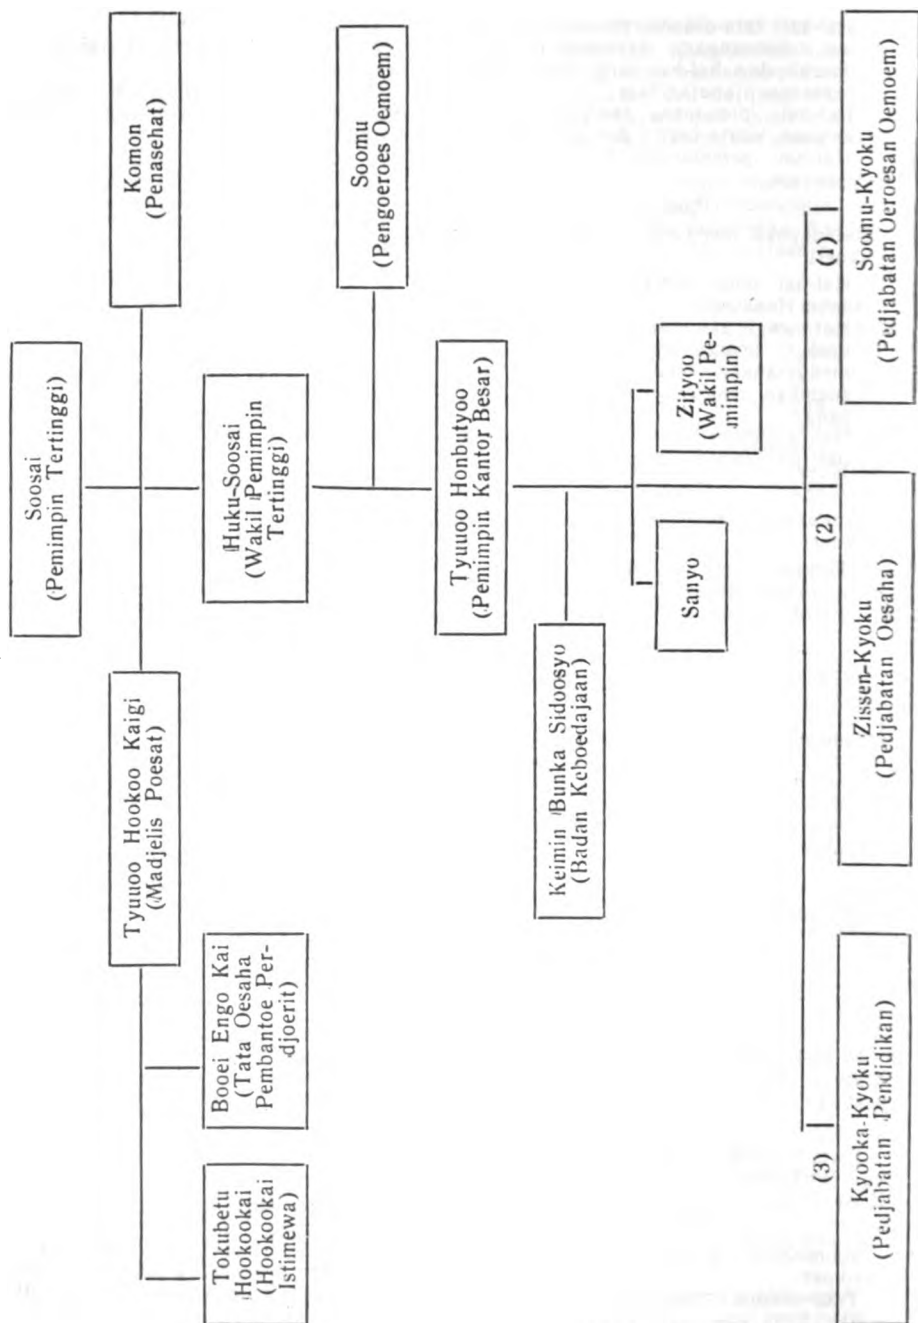 Soosai
(Pemimpin Tertinggi)
Tyuuoo Hookoo Kaigi
(Madjelis Poesat)
Komon
(Penasehat)
Tokubetu
Hookookai
(Hookookai
Istimewa)
Booei Engo Kai
(Tata Oesaha
Pembantoe Per-
djoerit)
Huku-Soosai
(Wakil Pemimpin
Tertinggi)
Soomu
(Pengoeroes Oemoem)
Tyuuoo Honbutyoo
(Pemimpin Kantor Besar)
Keimin Bunka Sidoosyo
(Badan Keboedajaan)
Sanyo
Zityoo
(Wakil Pe-
mimpin)
(3)
Kyooka-Kyoku
(Pedjabatan Pendidikan)
(2)
Zissen-Kyoku
(Pedjabatan Oesaha)
(1)
Soomu-Kyoku
(Pedjabatan Oeroesan Oemoem)